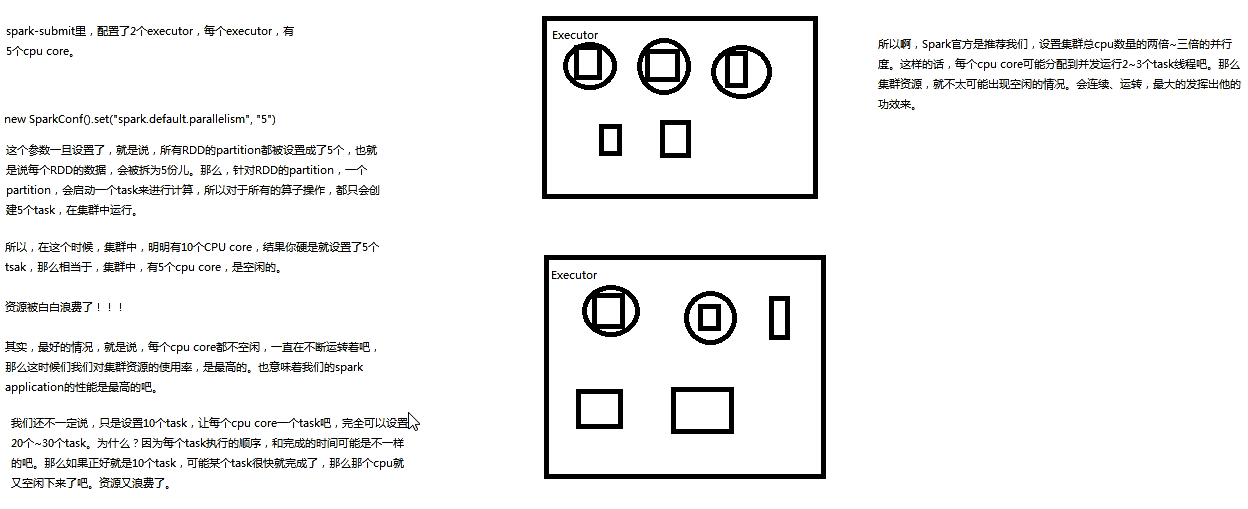 spark-submit里，配置了2个executor，每个executor，有
5个cpu core。
new SparkConf().set("spark.default.parallelism", "5")
这个参数一旦设置了，就是说，所有RDD的partition都被设置成了5个，也就
是说每个RDD的数据，会被拆为5份儿。那么，针对RDD的partition，一个
partition，会启动一个task来进行计算，所以对于所有的算子操作，都只会创
建5个task，在集群中运行。
所以，在这个时候，集群中，明明有10个CPU core，结果你硬是就设置了5个
tsak，那么相当于，集群中，有5个cpu core，是空闲的。
资源被白白浪费了！！！
其实，最好的情况，就是说，每个cpu core都不空闲，一直在不断运转着吧，
那么这时候们我们对集群资源的使用率，是最高的。也意味着我们的spark
application的性能是最高的吧。
我们还不一定说，只是设置10个task，让每个cpu core一个task吧，完全可以设置
20个~30个task。为什么？因为每个task执行的顺序，和完成的时间可能是不一样
的吧。那么如果正好就是10个task，可能某个task很快就完成了，那么那个cpu就
又空闲下来了吧。资源又浪费了。
Executor
Executor
所以啊，Spark官方是推荐我们，设置集群总cpu数量的两倍~三倍的并行
度。这样的话，每个cpu core可能分配到并发运行2~3个task线程吧。那么
集群资源，就不太可能出现空闲的情况。会连续、运转，最大的发挥出他的
功效来。